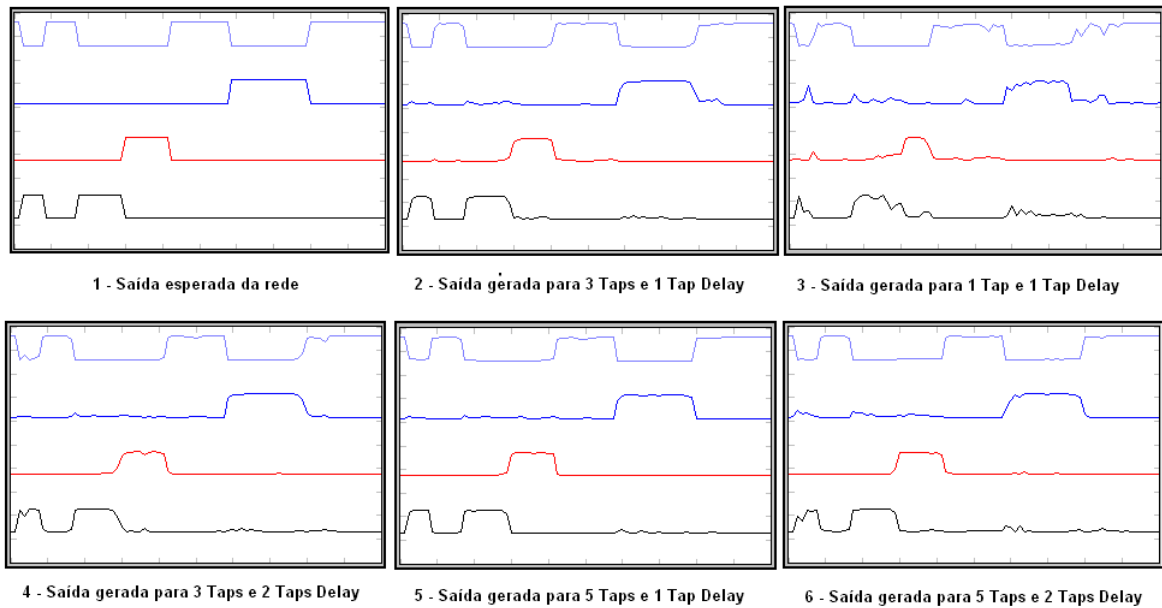 1 - Saída esperada da rede
2 - Saída gerada para 3 Taps e 1 Tap Delay
3 - Saída gerada para 1 Tap e 1 Tap Delay
4 - Saída gerada para 3 Taps e 2 Taps Delay
5 - Saída gerada para 5 Taps e 1 Tap Delay
6 - Saída gerada para 5 Taps e 2 Taps Delay